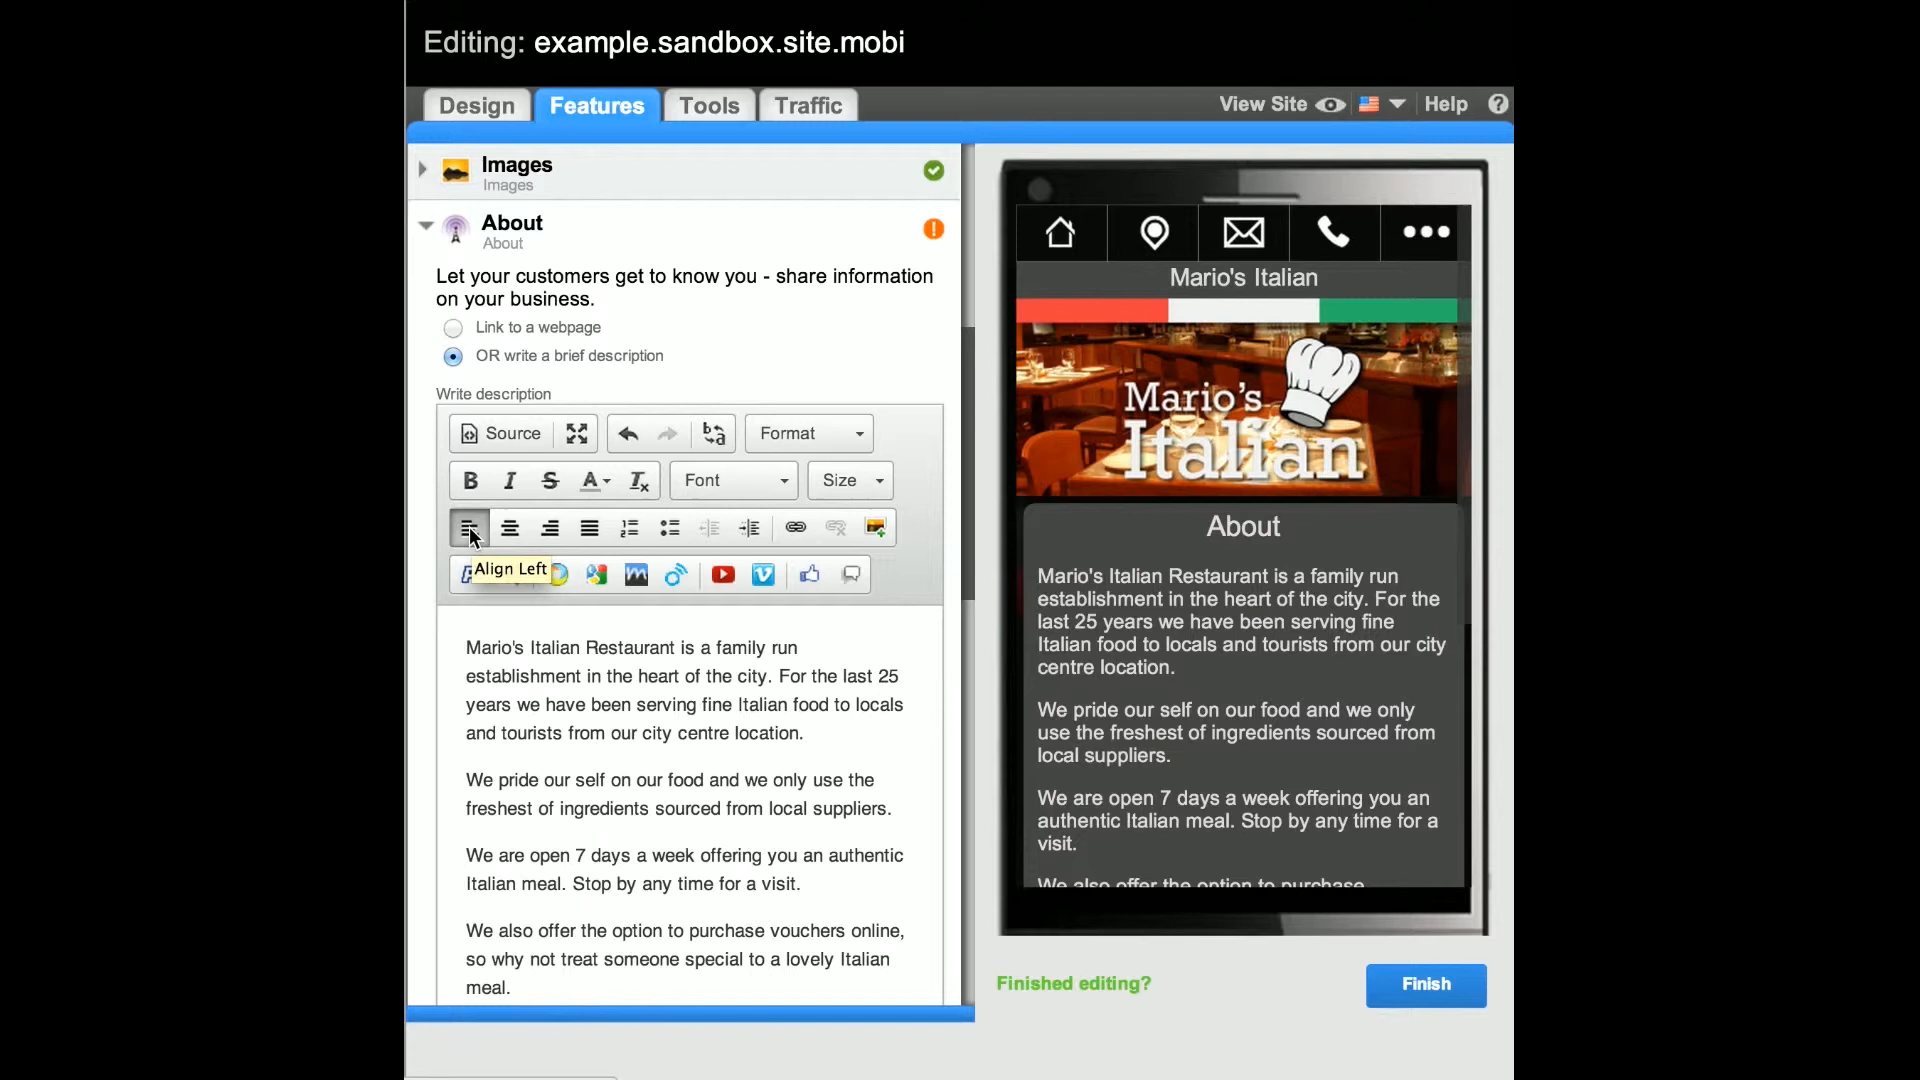 Editing: example.sandbox.site.mobi
Design
Features
Tools
Traffic
View Site
Help
Images
Images
About
About
Let your customers get to know you - share information
on your business.
Link to a webpage
OR write a brief description
Write description
Source
Format
Font
Size
Align Left
Mario's Italian Restaurant is a family run
establishment in the heart of the city. For the last 25
years we have been serving fine Italian food to locals
and tourists from our city centre location.
We pride our self on our food and we only use the
freshest of ingredients sourced from local suppliers.
We are open 7 days a week offering you an authentic
Italian meal. Stop by any time for a visit.
We also offer the option to purchase vouchers online,
so why not treat someone special to a lovely Italian
meal.
Mario's Italian
Mario's
Italian
About
Mario's Italian Restaurant is a family run
establishment in the heart of the city. For the
last 25 years we have been serving fine
Italian food to locals and tourists from our city
centre location.
We pride our self on our food and we only
use the freshest of ingredients sourced from
local suppliers.
We are open 7 days a week offering you an
authentic Italian meal. Stop by any time for a
visit.
We also offer the option to purchase
Finished editing?
Finish